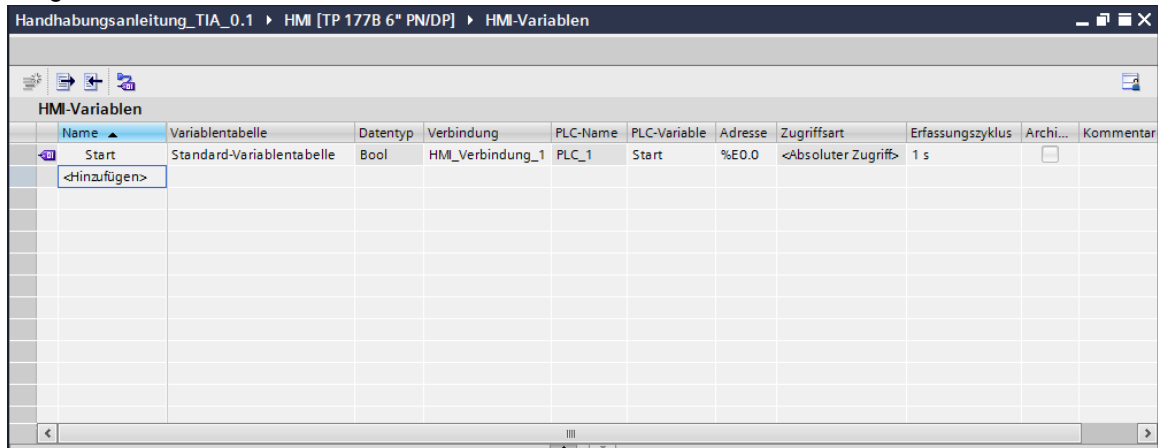 Handhabungsanleitung_TIA_0.1 ▸ HMI [TP 177B 6" PN/DP] ▸ HMI-Variablen
HMI-Variablen
Name Variablentabelle Datentyp Verbindung PLC-Name PLC-Variable Adresse Zugriffsart Erfassungszyklus Archi... Kommentar
Start Standard-Variablentabelle Bool HMI_Verbindung_1 PLC_1 Start %E0.0 <Absoluter Zugriff> 1 s
<Hinzufügen>